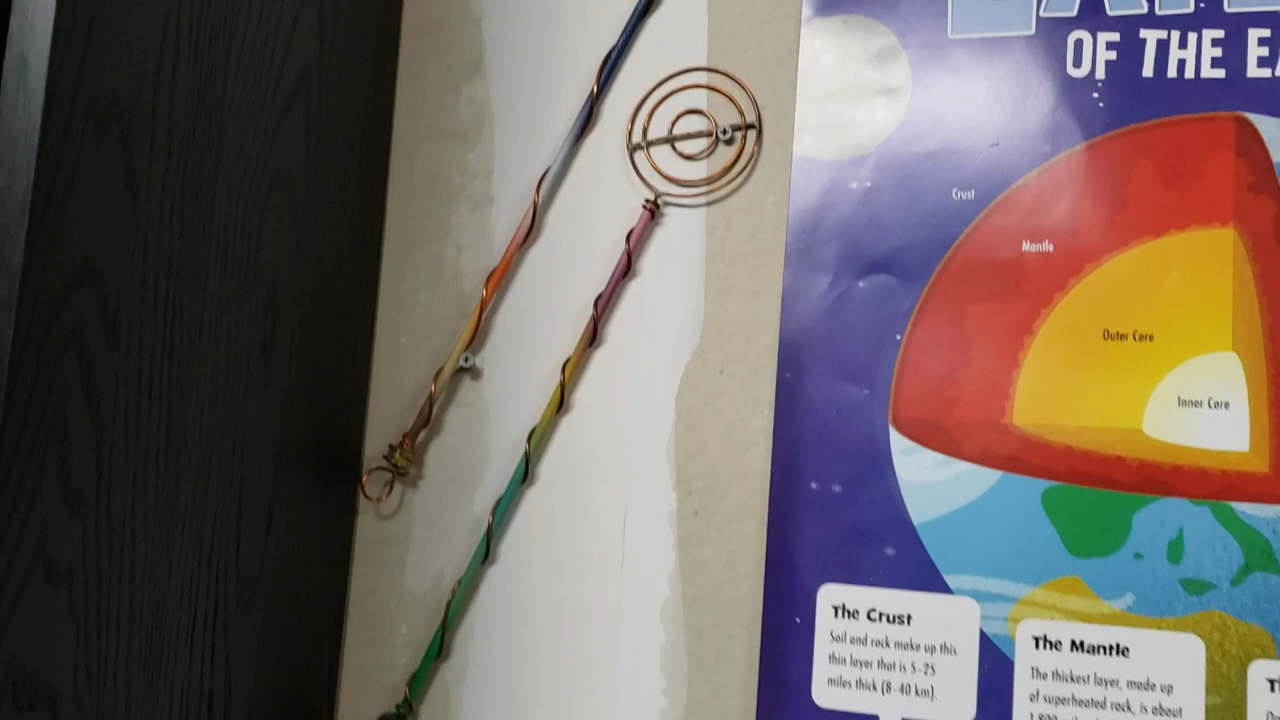 OF THE
Crust
Mantle
Outer Core
Inner Core
The Crust
Soil and rock make up this
thin layer that is 5-25
miles thick (8-40 km).
The Mantle
The thickest layer, made up
of superheated rock, is about